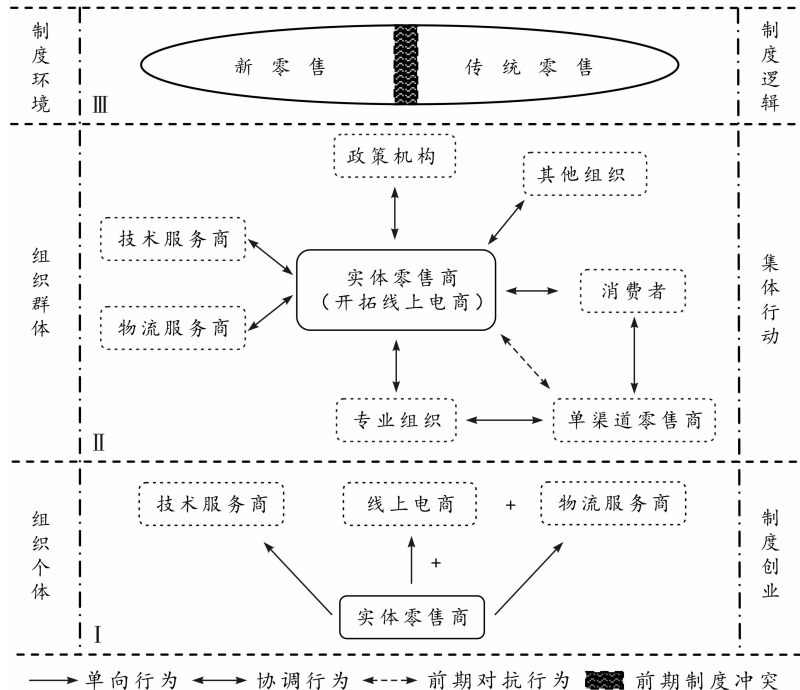 制度环境
Ⅲ
新零售
传统零售
制度逻辑
组织群体
Ⅱ
政策机构
其他组织
技术服务商
实体零售商
(开拓线上电商)
消费者
物流服务商
专业组织
单渠道零售商
集体行动
组织个体
Ⅰ
技术服务商
线上电商
+
物流服务商
+
实体零售商
制度创业
单向行为
协调行为
前期对抗行为
前期制度冲突